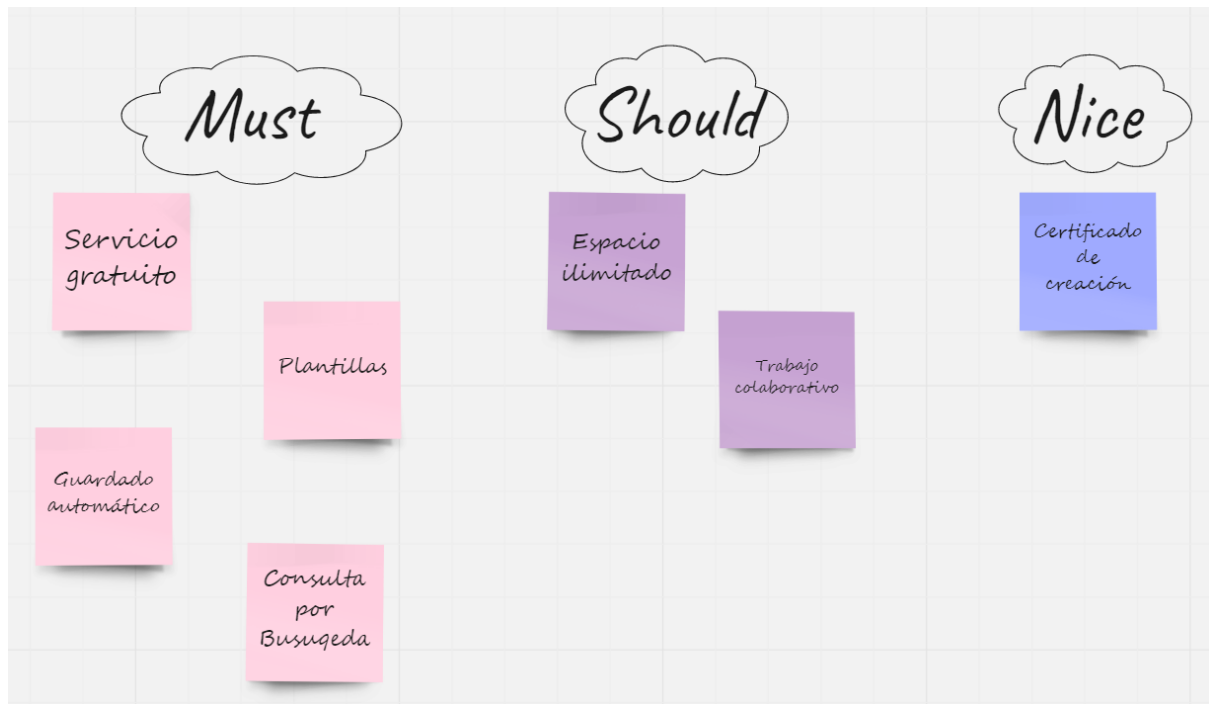 Must
Should
Nice
Servicio
gratuito
Plantillas
Guardado
automático
Consulta
por
Busuqeda
Espacio
ilimitado
Trabajo
colaborativo
Certificado
de
creación